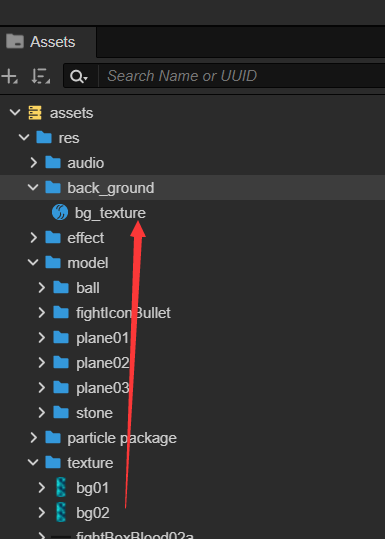 Assets
Search Name or UUID
assets
res
audio
back_ground
bg_texture
effect
model
ball
fightIconBullet
plane01
plane02
plane03
stone
particle package
texture
bg01
bg02
fightBoxBlood02a